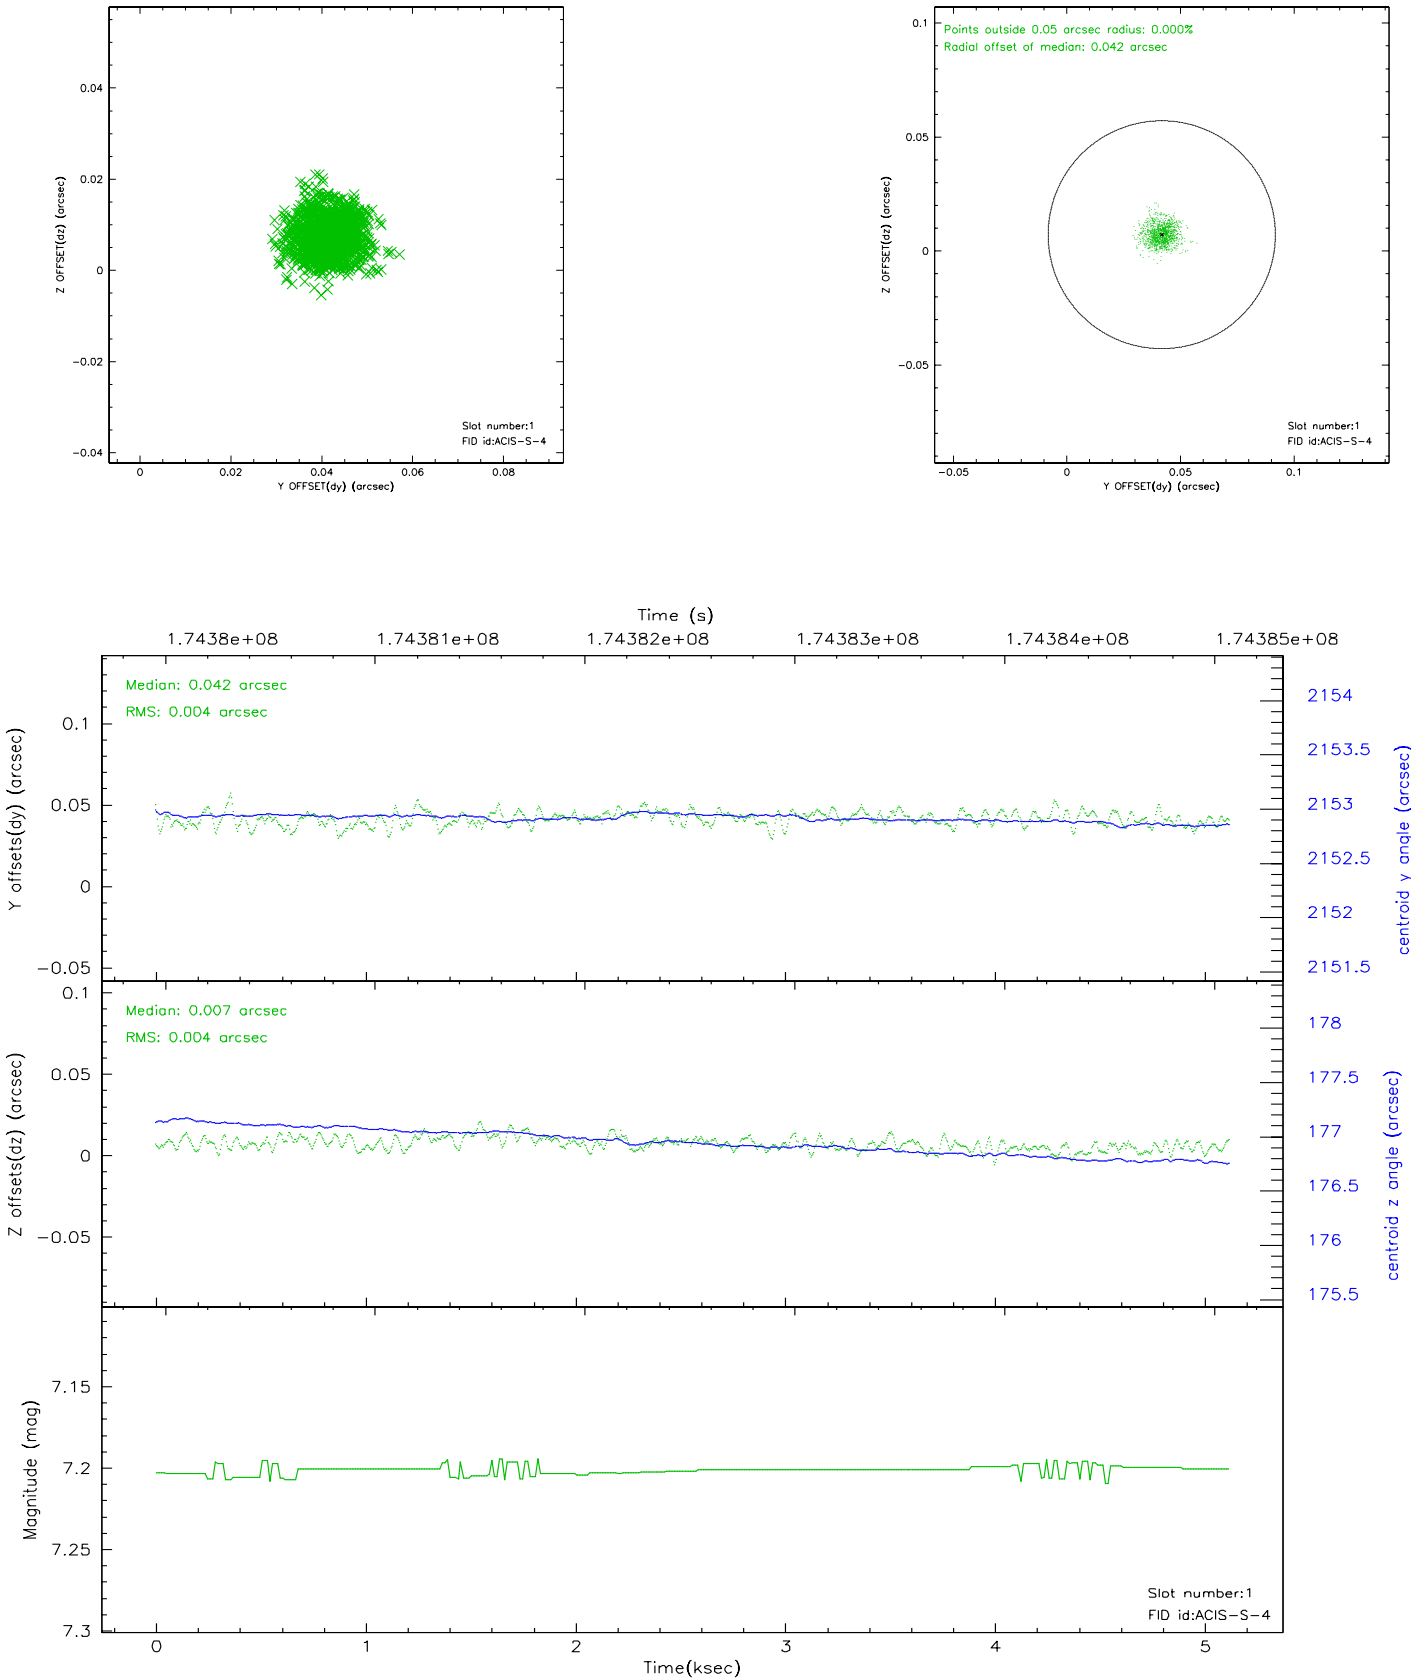 0.04
0.02
0
−0.02
−0.04
Z OFFSET(dz) (arcsec)
Slot number:1
FID id:ACIS−S−4
0
0.02
0.04
0.06
0.08
Y OFFSET(dy) (arcsec)
Points outside 0.05 arcsec radius: 0.000%
Radial offset of median: 0.042 arcsec
0.1
0.05
0
−0.05
Z OFFSET(dz) (arcsec)
Slot number:1
FID id:ACIS−S−4
−0.05
0
0.05
0.1
Y OFFSET(dy) (arcsec)
Time (s)
1.7438e+08
1.74381e+08
1.74382e+08
1.74383e+08
1.74384e+08
1.74385e+08
Median: 0.042 arcsec
RMS: 0.004 arcsec
0.1
0.05
0
−0.05
Y offsets(dy) (arcsec)
2154
2153.5
2153
2152.5
2152
2151.5
centroid y angle (arcsec)
Median: 0.007 arcsec
RMS: 0.004 arcsec
0.1
0.05
0
−0.05
Z offsets(dz) (arcsec)
178
177.5
177
176.5
176
175.5
centroid z angle (arcsec)
7.15
7.2
7.25
7.3
Magnitude (mag)
Slot number:1
FID id:ACIS−S−4
0
1
2
3
4
5
Time(ksec)